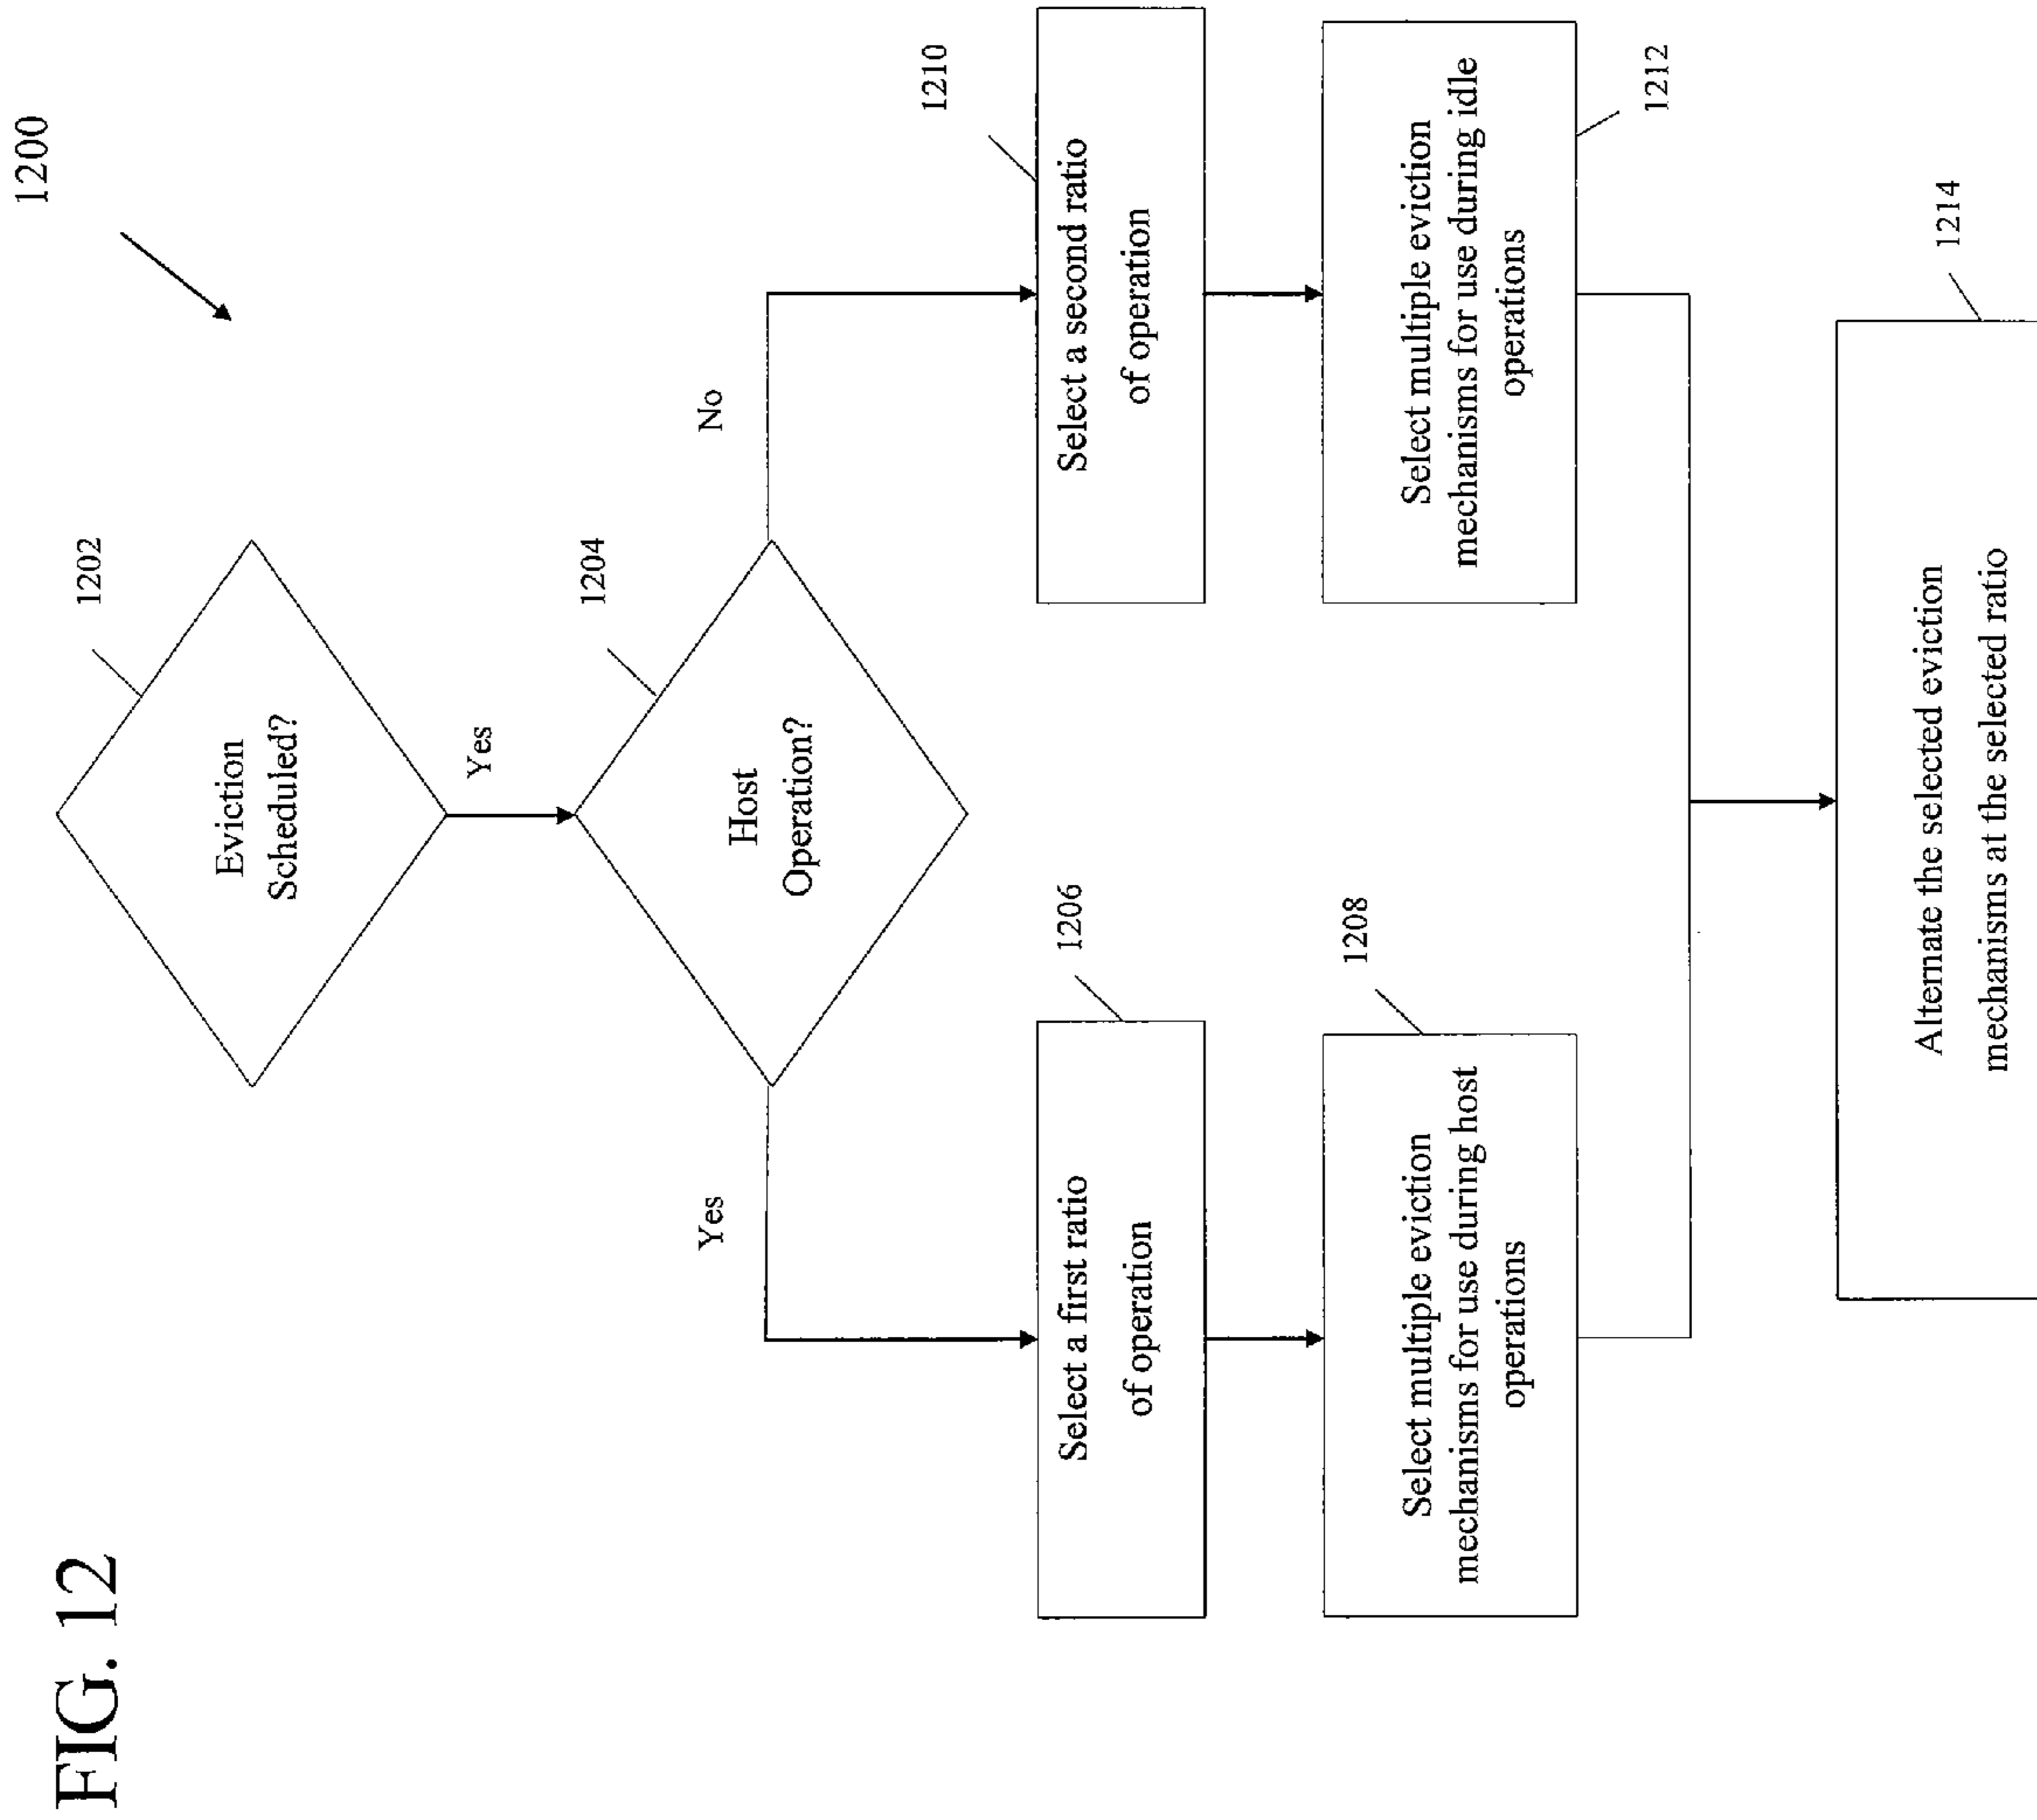 FIG. 12
1200
1202
Eviction
Scheduled?
Yes
1204
Host
Operation?
Yes
No
1206
Select a first ratio
of operation
1208
Select multiple eviction
mechanisms for use during host
operations
1210
Select a second ratio
of operation
Select multiple eviction
mechanisms for use during idle
operations
1212
1214
Alternate the selected eviction
mechanisms at the selected ratio